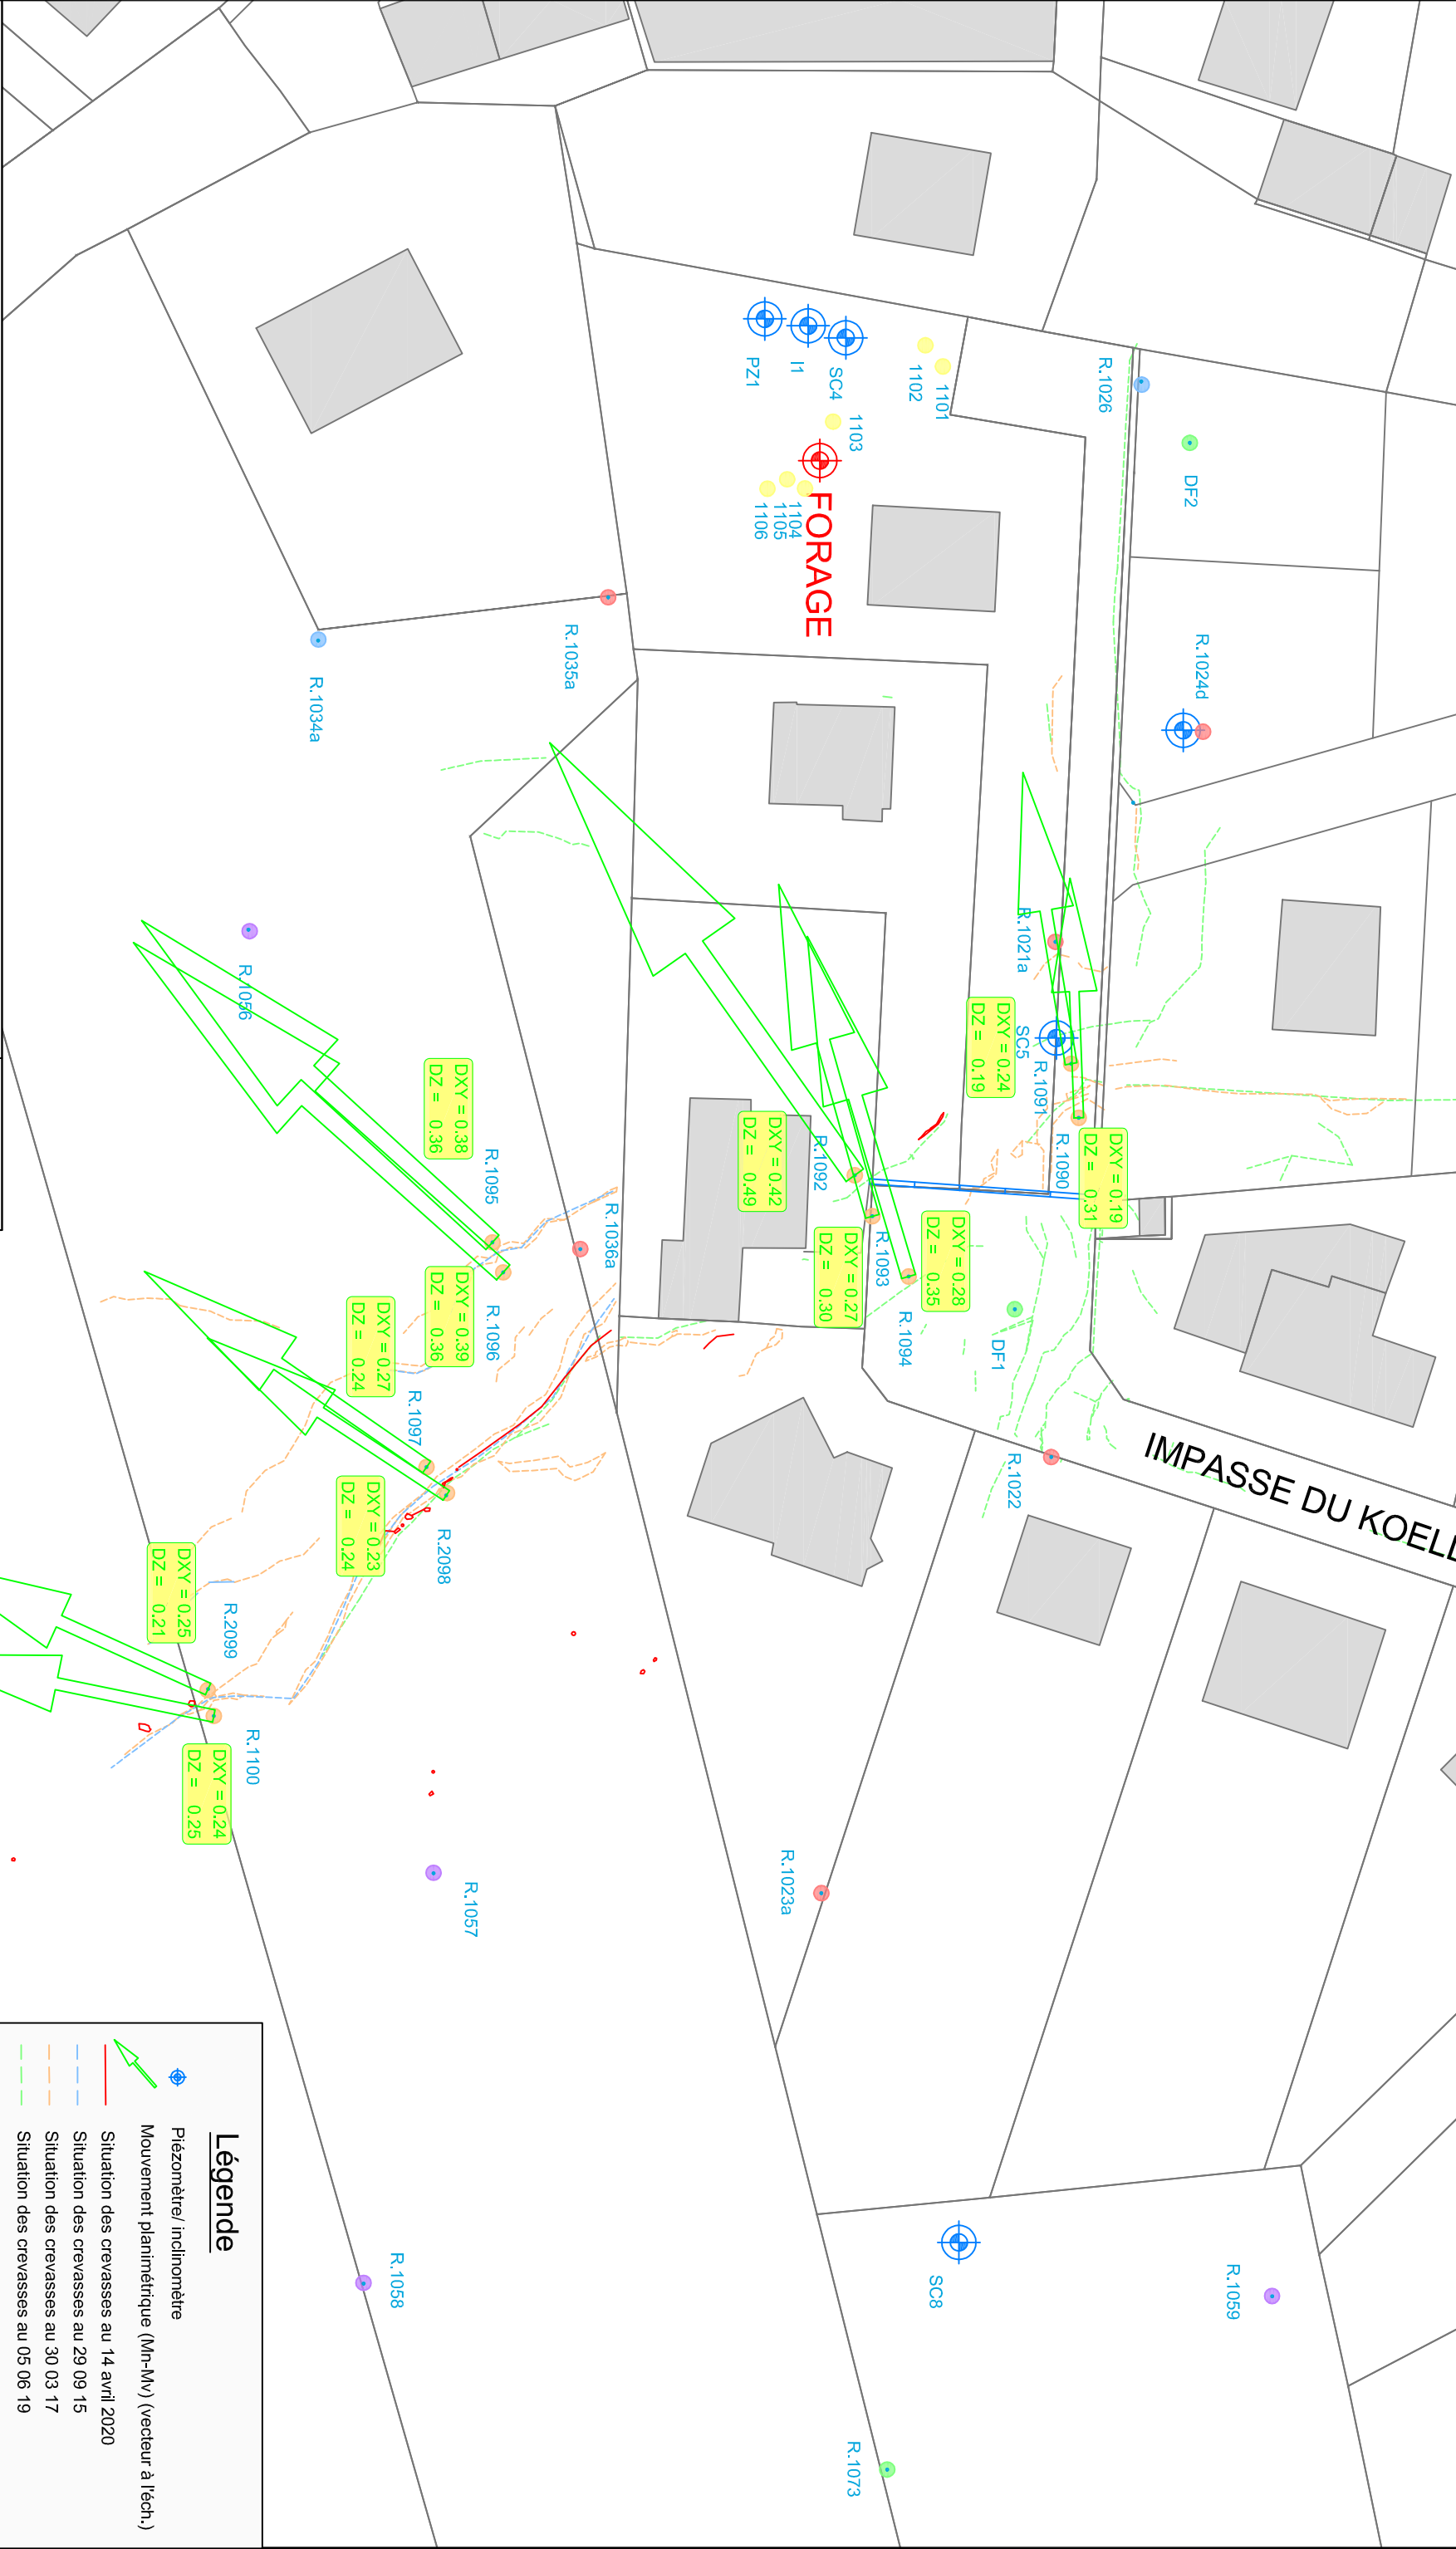 R.1026
DF2
R.1024d
PZ1
I1
SC4
1102
1101
1103
1104
1105
1106
FORAGE
R.1034a
R.1035a
R.1021a
SC5
R.1091
DXY = 0.24
DZ = 0.19
R.1090
DXY = 0.19
DZ = 0.31
R.1092
DXY = 0.42
DZ = 0.49
R.1093
DXY = 0.27
DZ = 0.30
DXY = 0.28
DZ = 0.35
R.1094
DF1
R.1022
IMPASSE DU KOELL
R.1056
DXY = 0.38
DZ = 0.36
R.1095
R.1036a
DXY = 0.39
DZ = 0.36
R.1096
DXY = 0.27
DZ = 0.24
R.1097
DXY = 0.23
DZ = 0.24
R.2098
DXY = 0.25
DZ = 0.21
R.2099
R.1100
DXY = 0.24
DZ = 0.25
R.1057
R.1023a
R.1058
SC8
R.1059
R.1073
Légende
Piézomètre/ inclinomètre
Mouvement planimétrique (Mn-Mv) (vecteur à l'éch.)
Situation des crevasses au 14 avril 2020
Situation des crevasses au 29 09 15
Situation des crevasses au 30 03 17
Situation des crevasses au 05 06 19